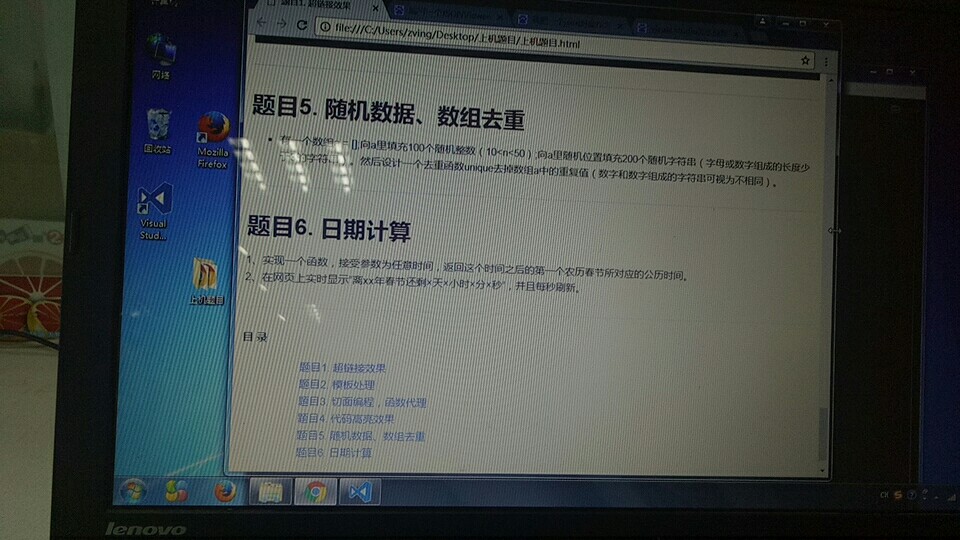 题目1. 超链接效果
file:///C:/Users/zving/Desktop/上机题目/上机题目.html
网络
回收站
Mozilla
Firefox
Visual
Stud...
上机题目
题目5. 随机数据、数组去重
一个数组 [];向a里填充100个随机整数（10<n<50）;向a里随机位置填充200个随机字符串（字母或数字组成的长度少
字符 。然后设计一个去重函数unique去掉数组a中的重复值（数字和数字组成的字符串可视为不相同）。
题目6. 日期计算
1、实现一个函数，接受参数为任意时间，返回这个时间之后的第一个农历春节所对应的公历时间。
2、在网页上实时显示“离xx年春节还剩×天×小时×分×秒”，并且每秒刷新。
目录
题目1. 超链接效果
题目2. 模板处理
题目3. 切面编程，函数代理
题目4. 代码高亮效果
题目5. 随机数据、数组去重
题目6. 日期计算
CH
lenovo